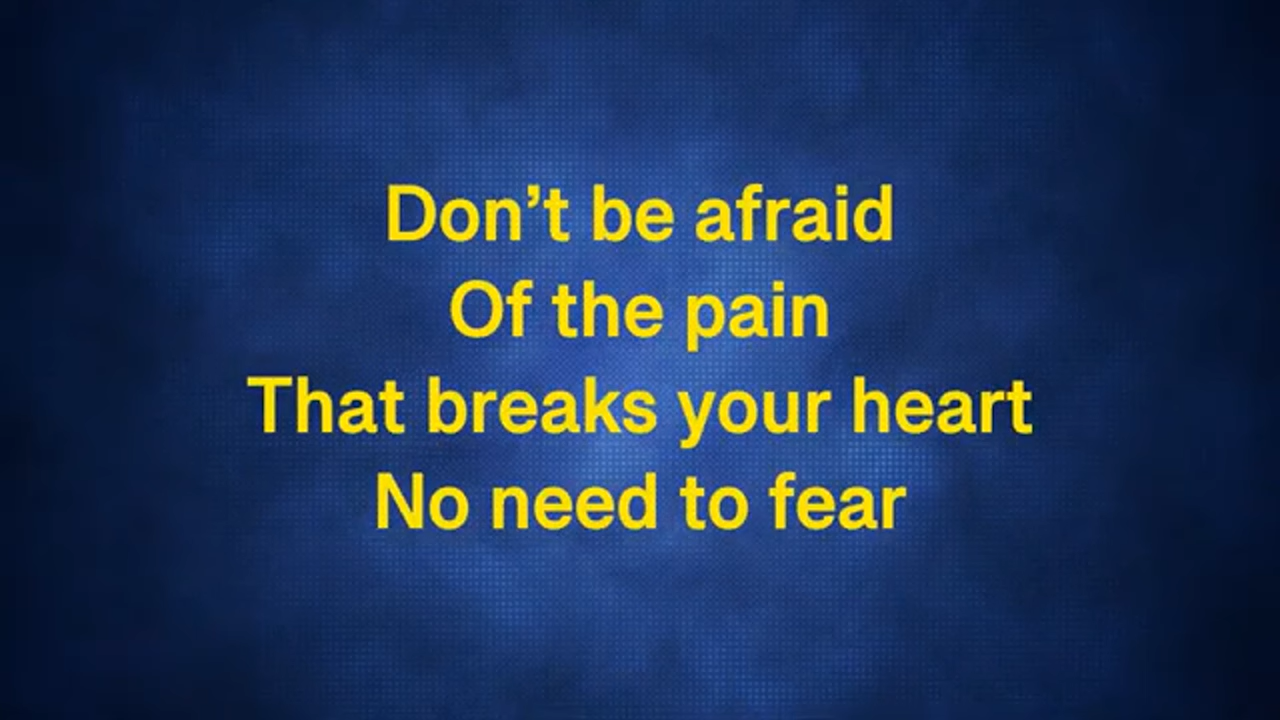 Don’t be afraid
Of the pain
That breaks your heart
No need to fear